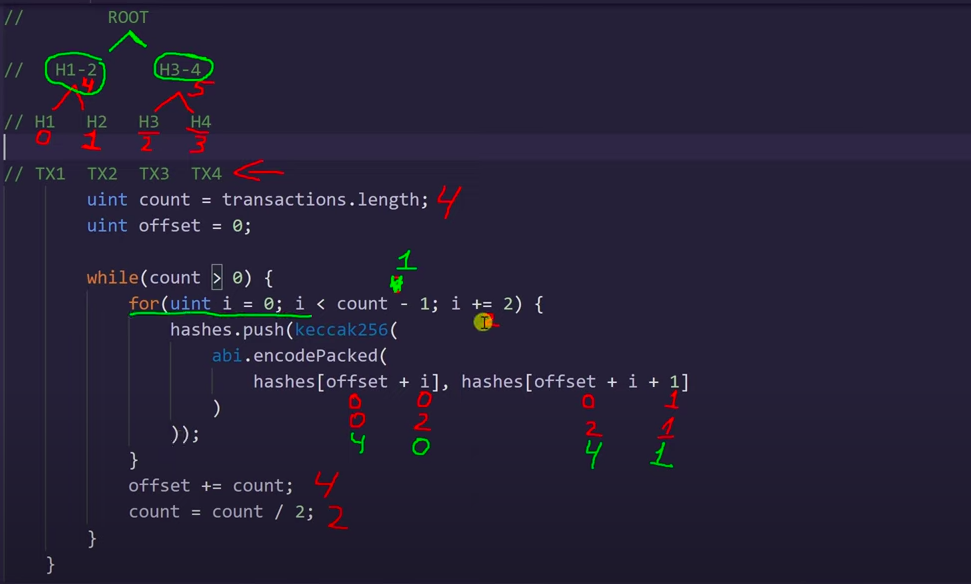 // ROOT
// H1-2 H3-4
4 5
// H1 H2 H3 H4
0 1 2 3
// TX1 TX2 TX3 TX4
uint count = transactions.length; 4
uint offset = 0;
1
while(count > 0) {
for(uint i = 0; i < count - 1; i += 2) {
hashes.push(keccak256(
abi.encodePacked(
hashes[offset + i], hashes[offset + i + 1]
0 0 0 1
)
0 2 2 1
));
4 0 4 1
}
offset += count; 4
count = count / 2; 2
}
}